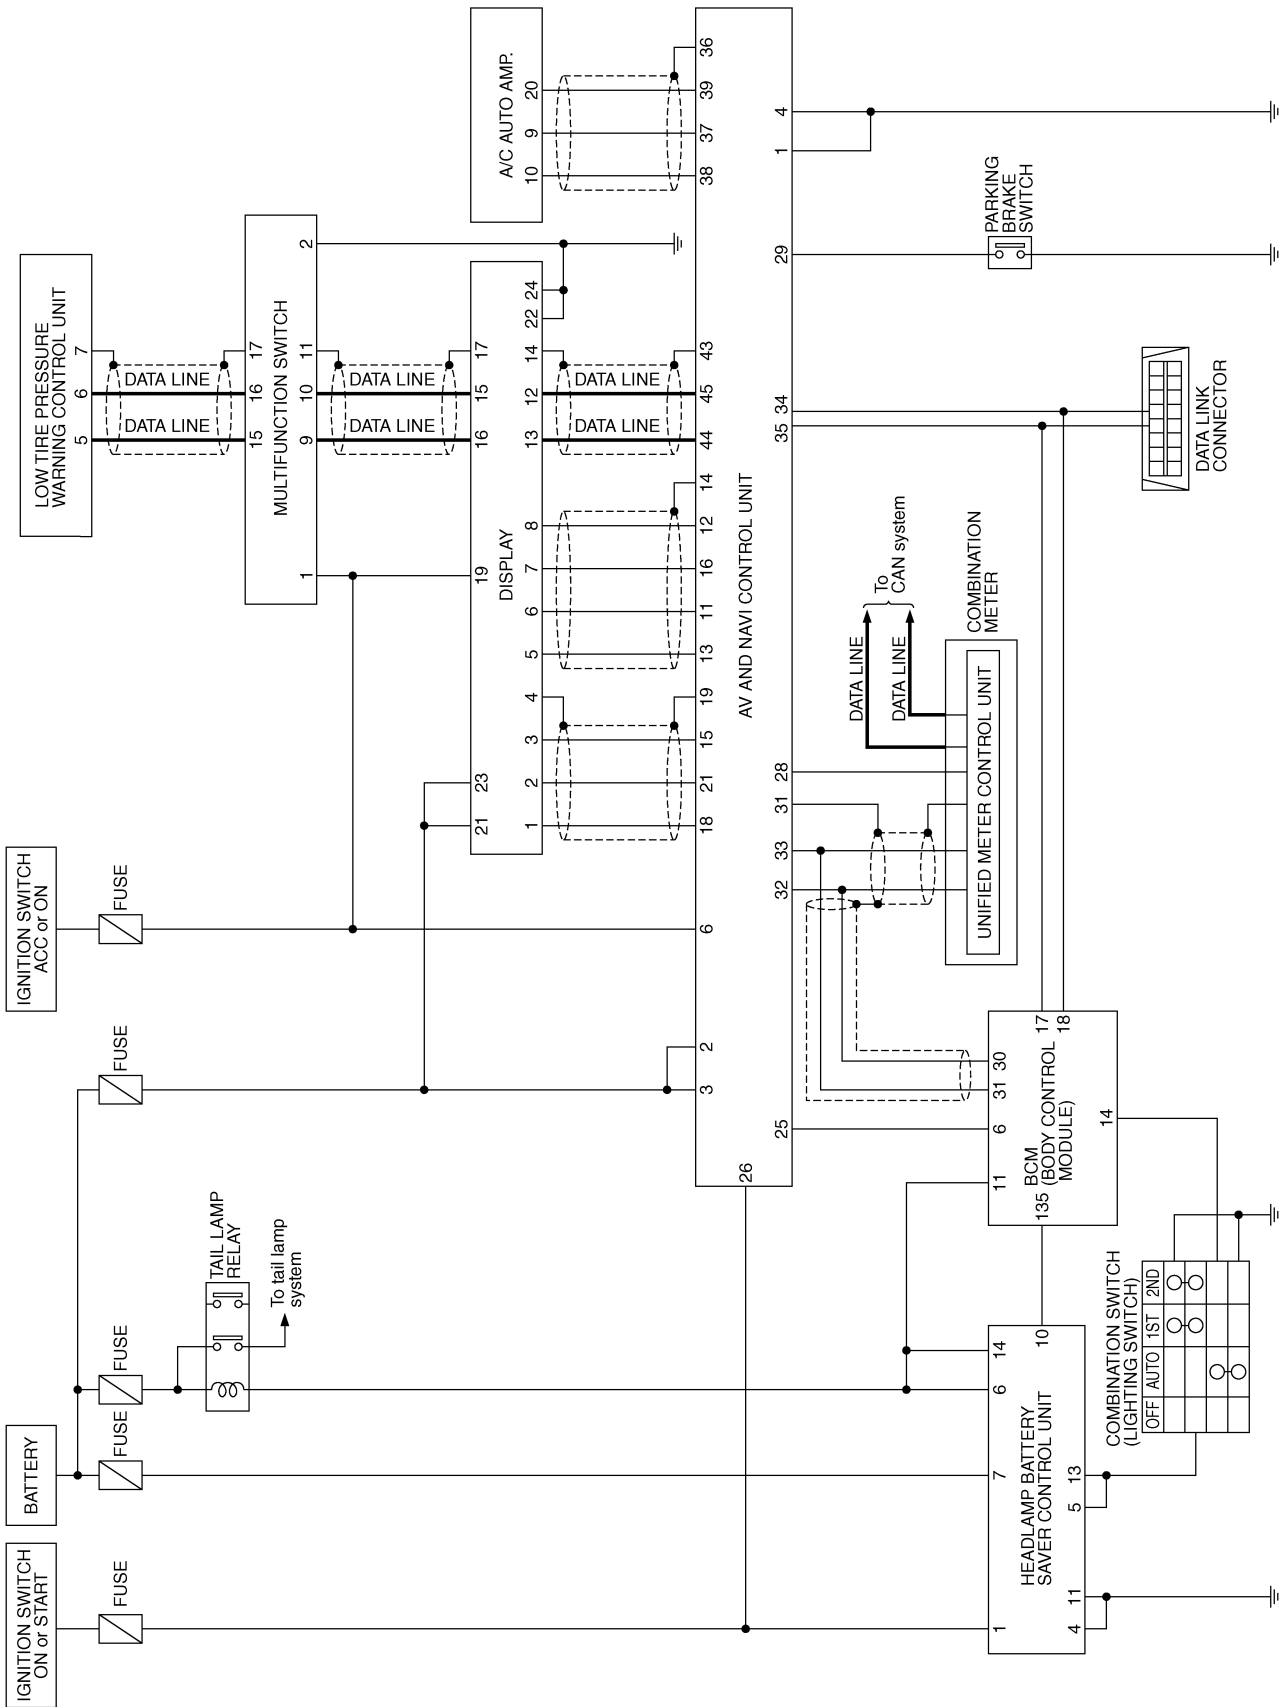 IGNITION SWITCH
ON or START
FUSE
BATTERY
FUSE
FUSE
TAIL LAMP
RELAY
To tail lamp
system
FUSE
IGNITION SWITCH
ACC or ON
FUSE
LOW TIRE PRESSURE
WARNING CONTROL UNIT
5
6
7
DATA LINE
DATA LINE
15
16
17
MULTIFUNCTION SWITCH
1
9
10
11
2
DATA LINE
DATA LINE
21
23
19
16
15
17
DISPLAY
1
2
3
4
5
6
7
8
13
12
14
22
24
DATA LINE
DATA LINE
A/C AUTO AMP.
10
9
20
26
3
2
6
18
21
15
19
13
11
16
12
14
44
45
43
38
37
39
36
AV AND NAVI CONTROL UNIT
25
32
33
31
28
35
34
29
1
4
DATA LINE
DATA LINE
To
CAN system
COMBINATION
METER
UNIFIED METER CONTROL UNIT
PARKING
BRAKE
SWITCH
DATA LINK
CONNECTOR
1
7
6
14
HEADLAMP BATTERY
SAVER CONTROL UNIT
4
11
5
13
10
11
6
31
30
135
BCM
(BODY CONTROL
MODULE)
17
18
14
COMBINATION SWITCH
(LIGHTING SWITCH)
OFF
AUTO
1ST
2ND